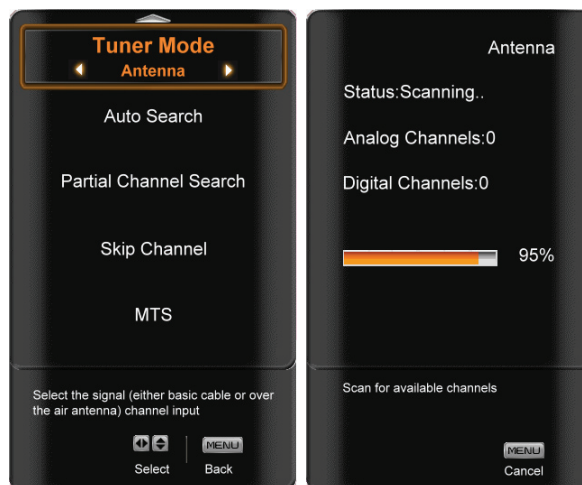 Tuner Mode
Antenna
Auto Search
Partial Channel Search
Skip Channel
MTS
Select the signal (either basic cable or over
the air antenna) channel input
MENU
Select Back
Antenna
Status:Scanning..
Analog Channels:0
Digital Channels:0
95%
Scan for available channels
MENU
Cancel